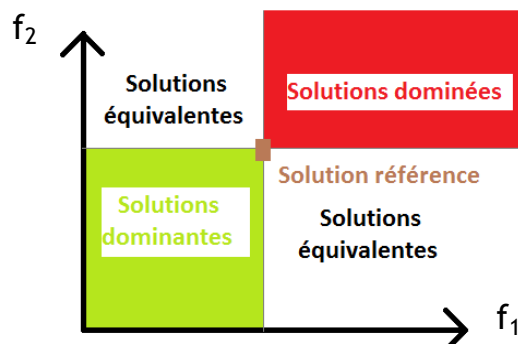 f2
Solutions
équivalentes
Solutions dominées
Solution référence
Solutions
dominantes
Solutions
équivalentes
f1